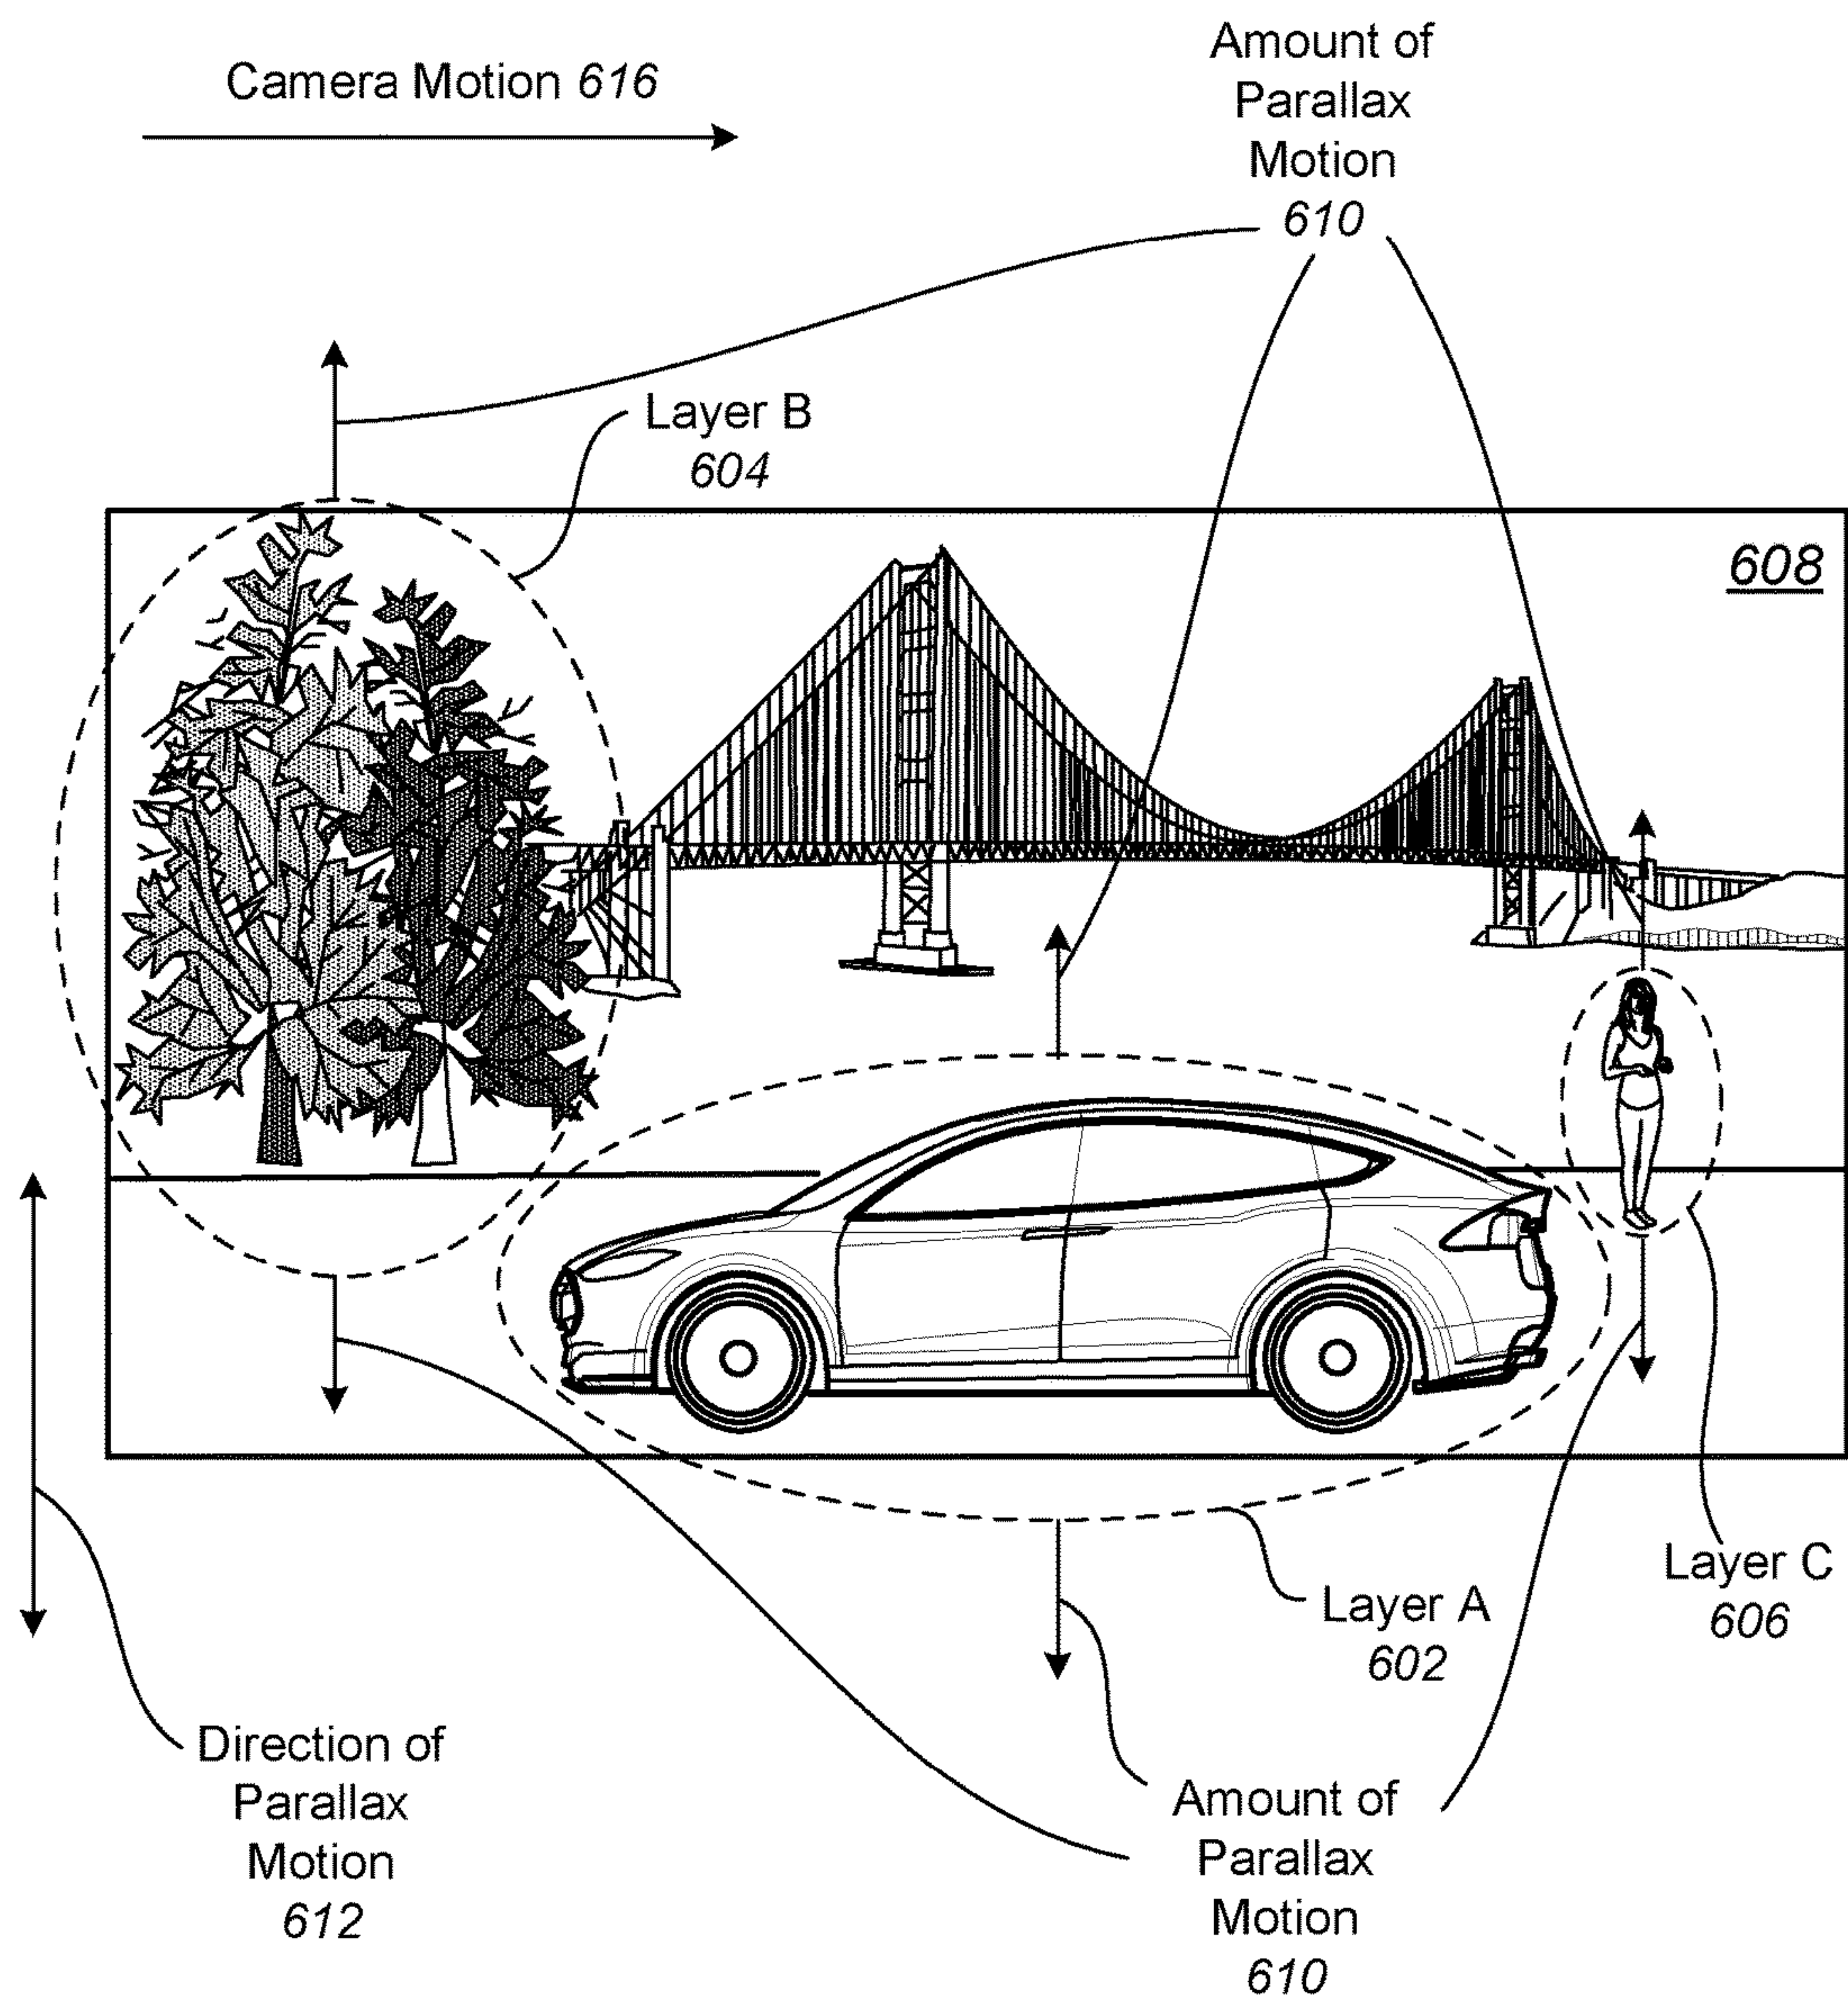 Camera Motion 616
Amount of
Parallax
Motion
610
Layer B
604
608
Layer C
606
Layer A
602
Direction of
Parallax
Motion
612
Amount of
Parallax
Motion
610